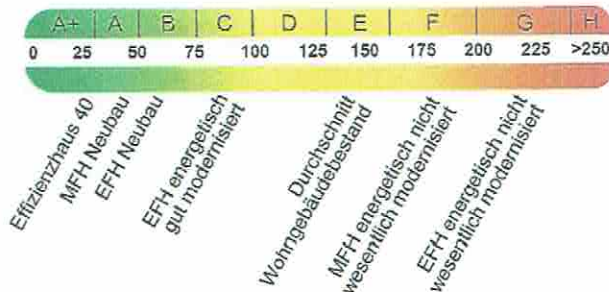 A+ A B C D E F G H
0 25 50 75 100 125 150 175 200 225 >250
Effizienzhaus 40
MFH Neubau
EFH Neubau
EFH energetisch
gut modernisiert
Durchschnitt
Wohngebäudebestand
MFH energetisch nicht
wesentlich modernisiert
EFH energetisch nicht
wesentlich modernisiert